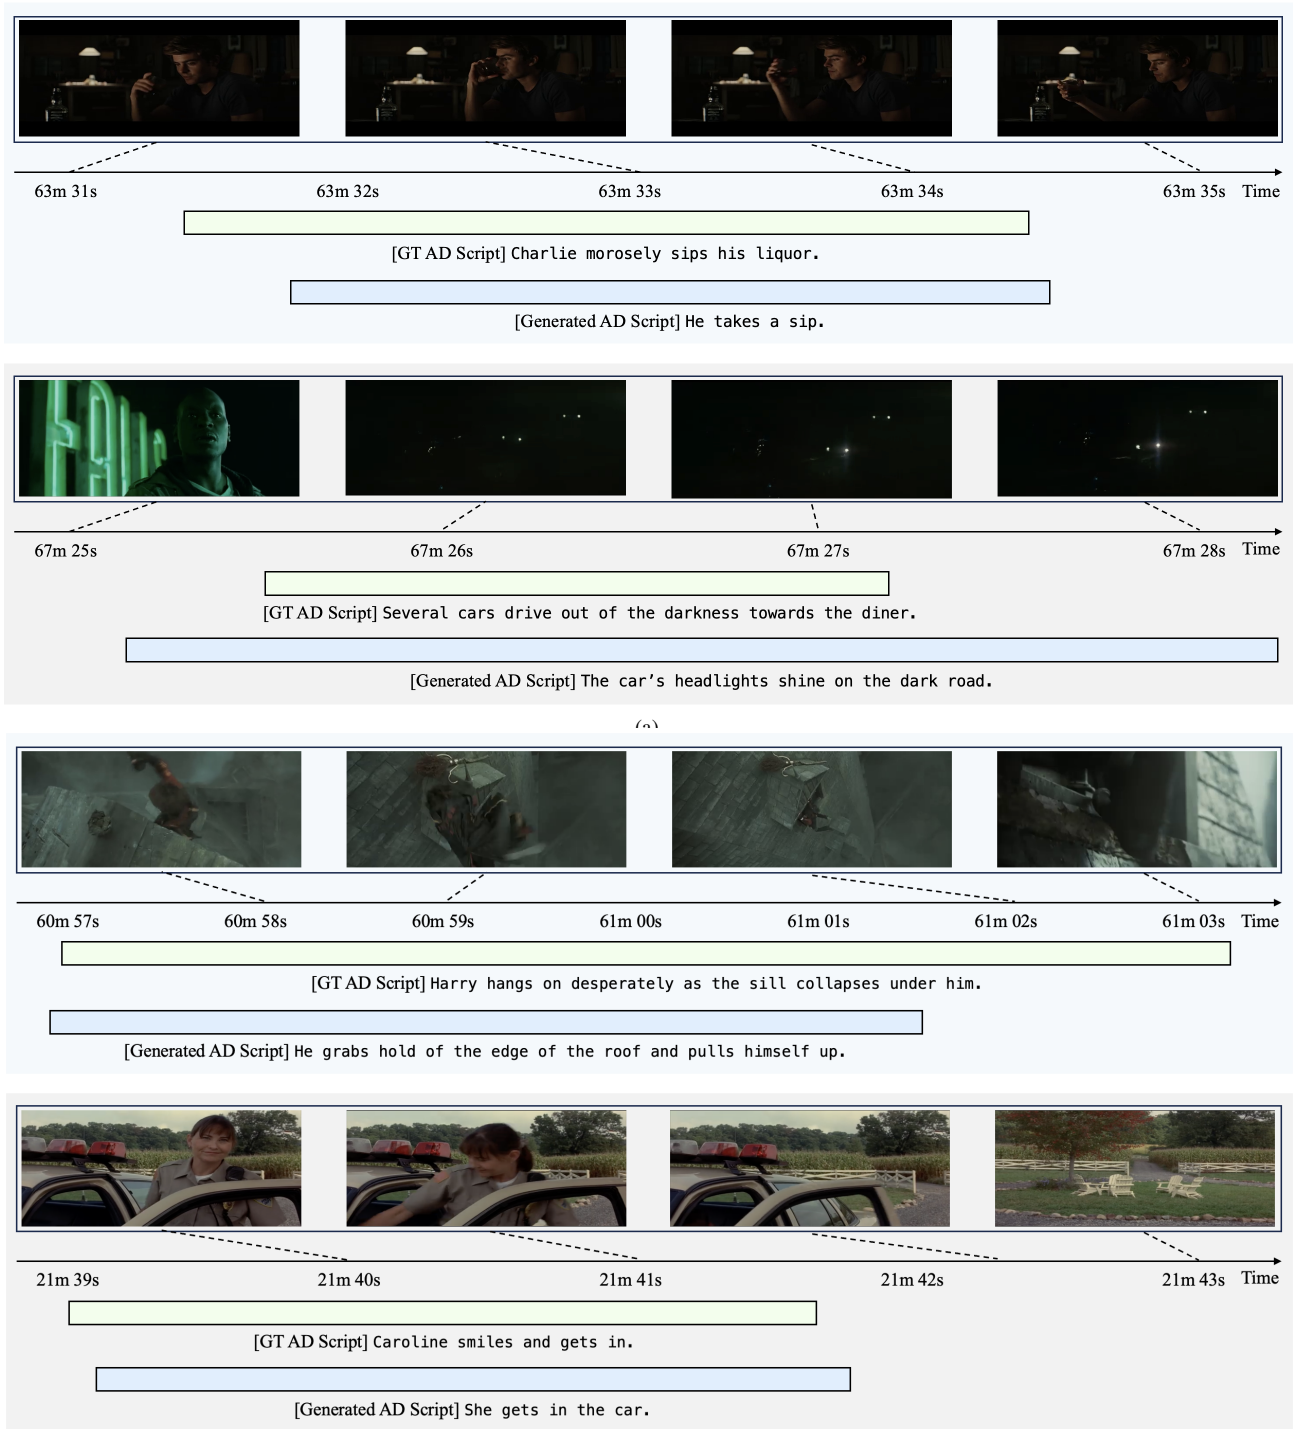 63m 31s 63m 32s 63m 33s 63m 34s 63m 35s Time
[GT AD Script] Charlie morosely sips his liquor.
[Generated AD Script] He takes a sip.
67m 25s 67m 26s 67m 27s 67m 28s Time
[GT AD Script] Several cars drive out of the darkness towards the diner.
[Generated AD Script] The car’s headlights shine on the dark road.
(a)
60m 57s 60m 58s 60m 59s 61m 00s 61m 01s 61m 02s 61m 03s Time
[GT AD Script] Harry hangs on desperately as the sill collapses under him.
[Generated AD Script] He grabs hold of the edge of the roof and pulls himself up.
21m 39s 21m 40s 21m 41s 21m 42s 21m 43s Time
[GT AD Script] Caroline smiles and gets in.
[Generated AD Script] She gets in the car.